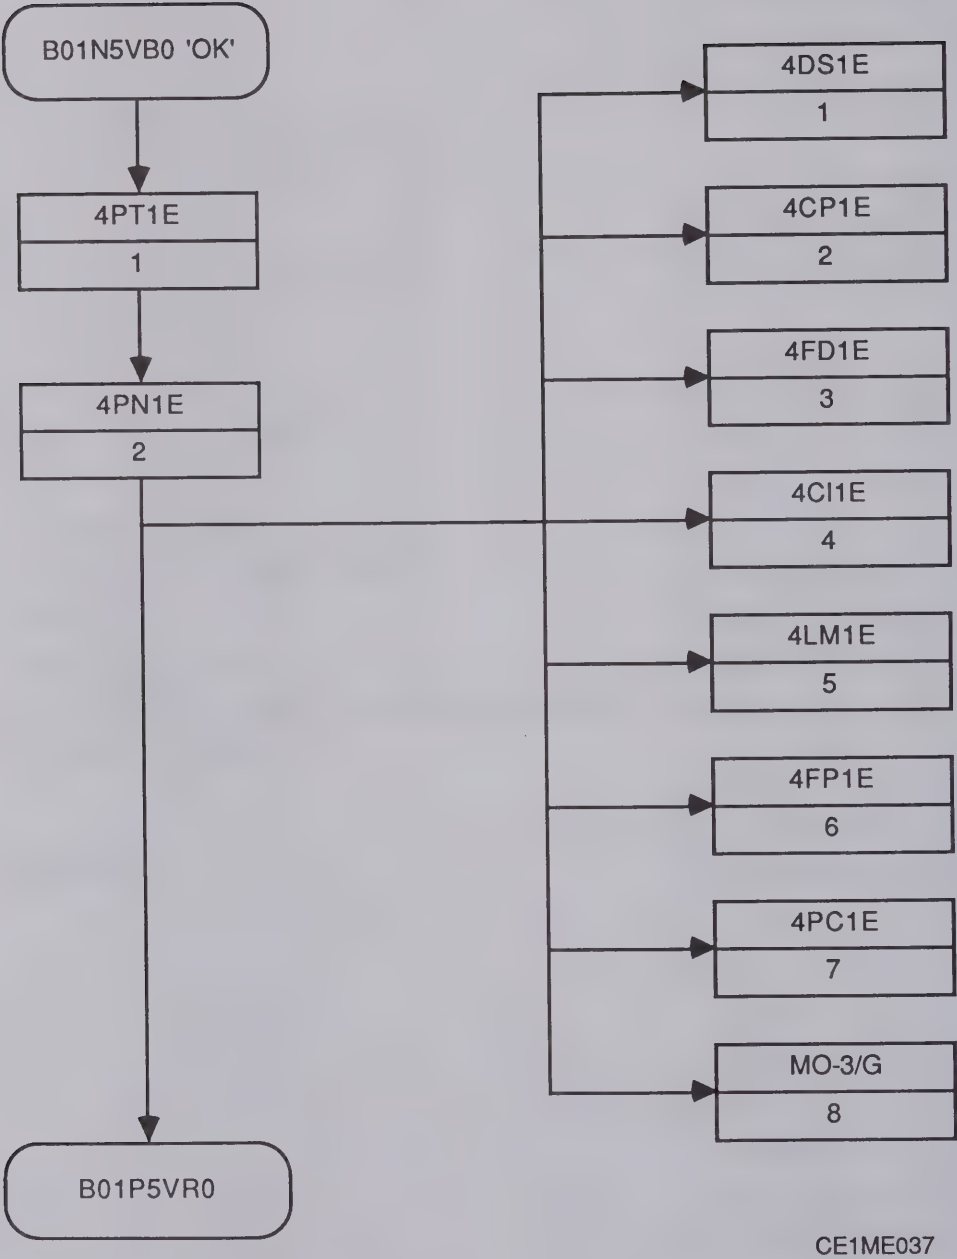 B01N5VB0 'OK'
4PT1E
1
4PN1E
2
B01P5VR0
4DS1E
1
4CP1E
2
4FD1E
3
4CI1E
4
4LM1E
5
4FP1E
6
4PC1E
7
MO-3/G
8
CE1ME037